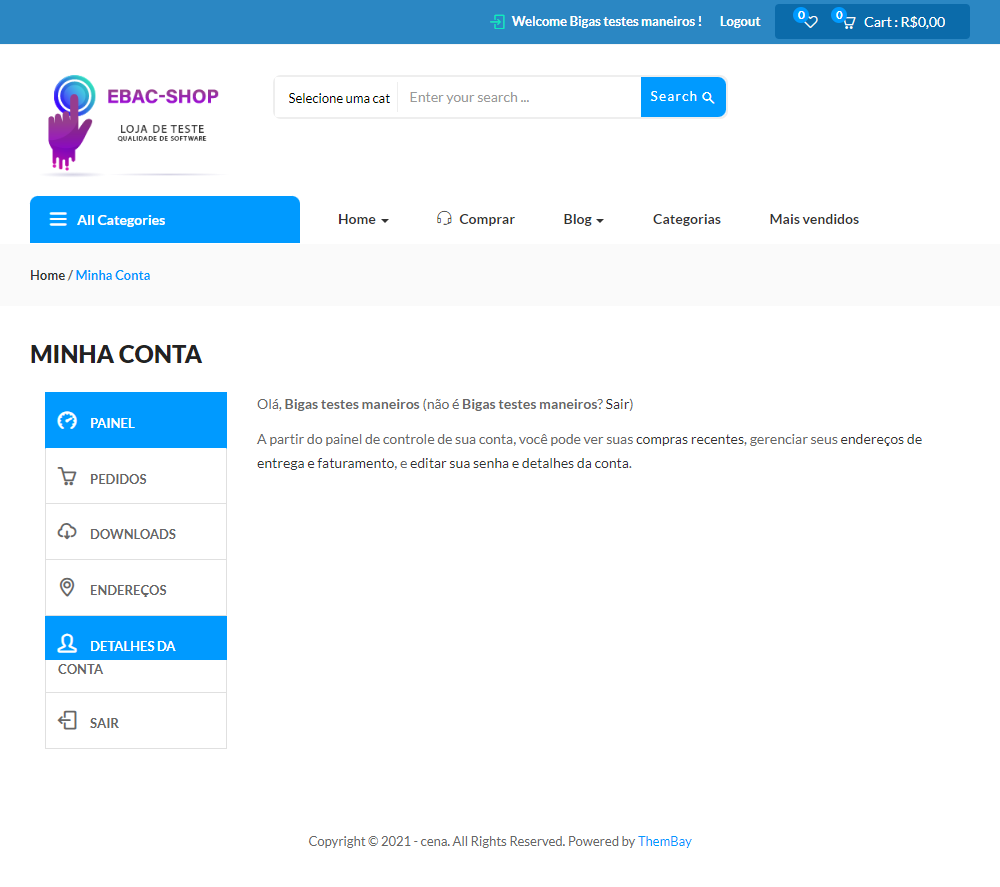 Welcome Bigas testes maneiros ! Logout 0 0 Cart : R$0,00
EBAC-SHOP
LOJA DE TESTE
QUALIDADE DE SOFTWARE
Selecione uma cat Enter your search ... Search
All Categories Home Comprar Blog Categorias Mais vendidos
Home / Minha Conta
MINHA CONTA
PAINEL
PEDIDOS
DOWNLOADS
ENDEREÇOS
DETALHES DA
CONTA
SAIR
Olá, Bigas testes maneiros (não é Bigas testes maneiros? Sair)
A partir do painel de controle de sua conta, você pode ver suas compras recentes, gerenciar seus endereços de
entrega e faturamento, e editar sua senha e detalhes da conta.
Copyright © 2021 - cena. All Rights Reserved. Powered by ThemBay